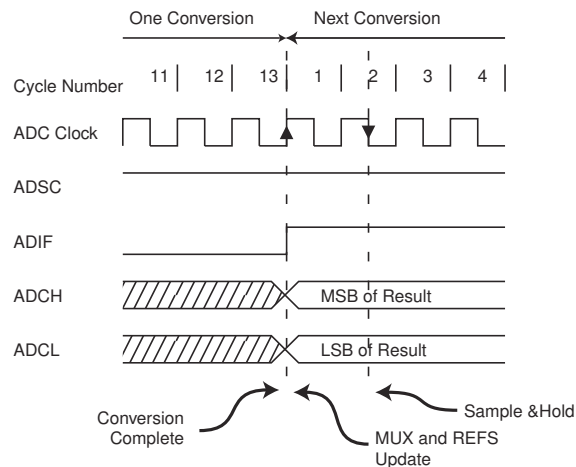 One Conversion Next Conversion
Cycle Number 11 12 13 1 2 3 4
ADC Clock
ADSC
ADIF
ADCH MSB of Result
ADCL LSB of Result
Conversion
Complete
MUX and REFS
Update
Sample &Hold